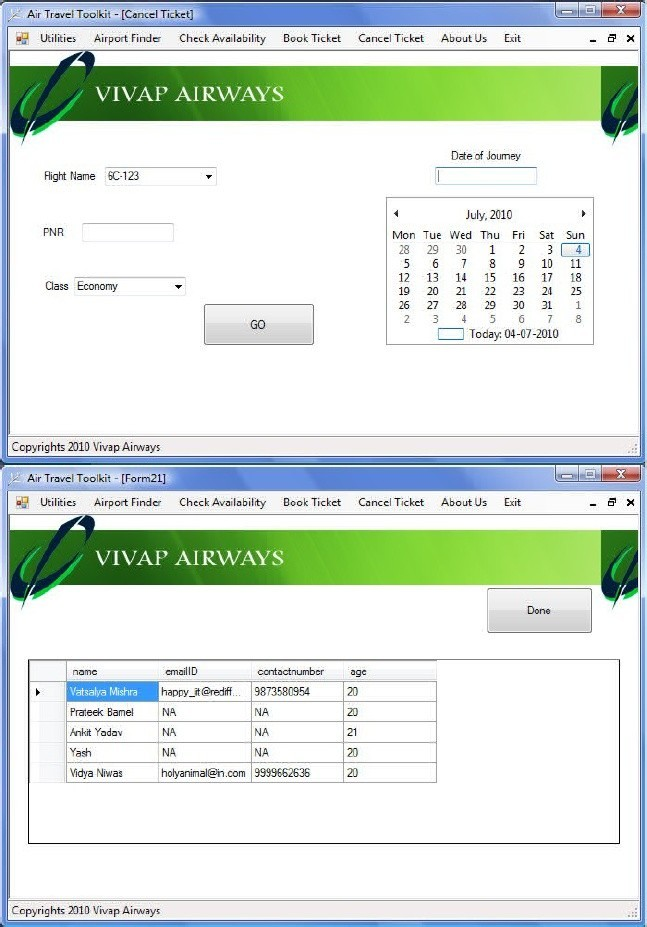 Air Travel Toolkit - [Cancel Ticket]
Utilities Airport Finder Check Availability Book Ticket Cancel Ticket About Us Exit
VIVAP AIRWAYS
Date of Journey
Flight Name 6C-123
July, 2010
PNR
Mon Tue Wed Thu Fri Sat Sun
28 29 30 1 2 3 4
5 6 7 8 9 10 11
12 13 14 15 16 17 18
Class Economy
19 20 21 22 23 24 25
26 27 28 29 30 31 1
2 3 4 5 6 7 8
GO
Today: 04-07-2010
Copyrights 2010 Vivap Airways
Air Travel Toolkit - [Form21]
Utilities Airport Finder Check Availability Book Ticket Cancel Ticket About Us Exit
VIVAP AIRWAYS
Done
name emailID contactnumber age
Vatsalya Mishra happy_it@rediff... 9873580954 20
Prateek Bamel NA NA 20
Ankit Yadav NA NA 21
Yash NA NA 20
Vidya Niwas holyanimal@in.com 9999662636 20
Copyrights 2010 Vivap Airways